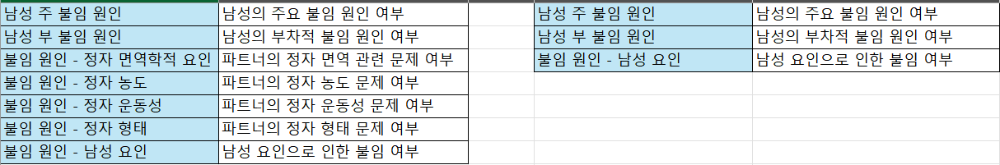 남성 주 불임 원인 남성의 주요 불임 원인 여부
남성 부 불임 원인 남성의 부차적 불임 원인 여부
불임 원인 - 정자 면역학적 요인 파트너의 정자 면역 관련 문제 여부
불임 원인 - 정자 농도 파트너의 정자 농도 문제 여부
불임 원인 - 정자 운동성 파트너의 정자 운동성 문제 여부
불임 원인 - 정자 형태 파트너의 정자 형태 문제 여부
불임 원인 - 남성 요인 남성 요인으로 인한 불임 여부
남성 주 불임 원인 남성의 주요 불임 원인 여부
남성 부 불임 원인 남성의 부차적 불임 원인 여부
불임 원인 - 남성 요인 남성 요인으로 인한 불임 여부